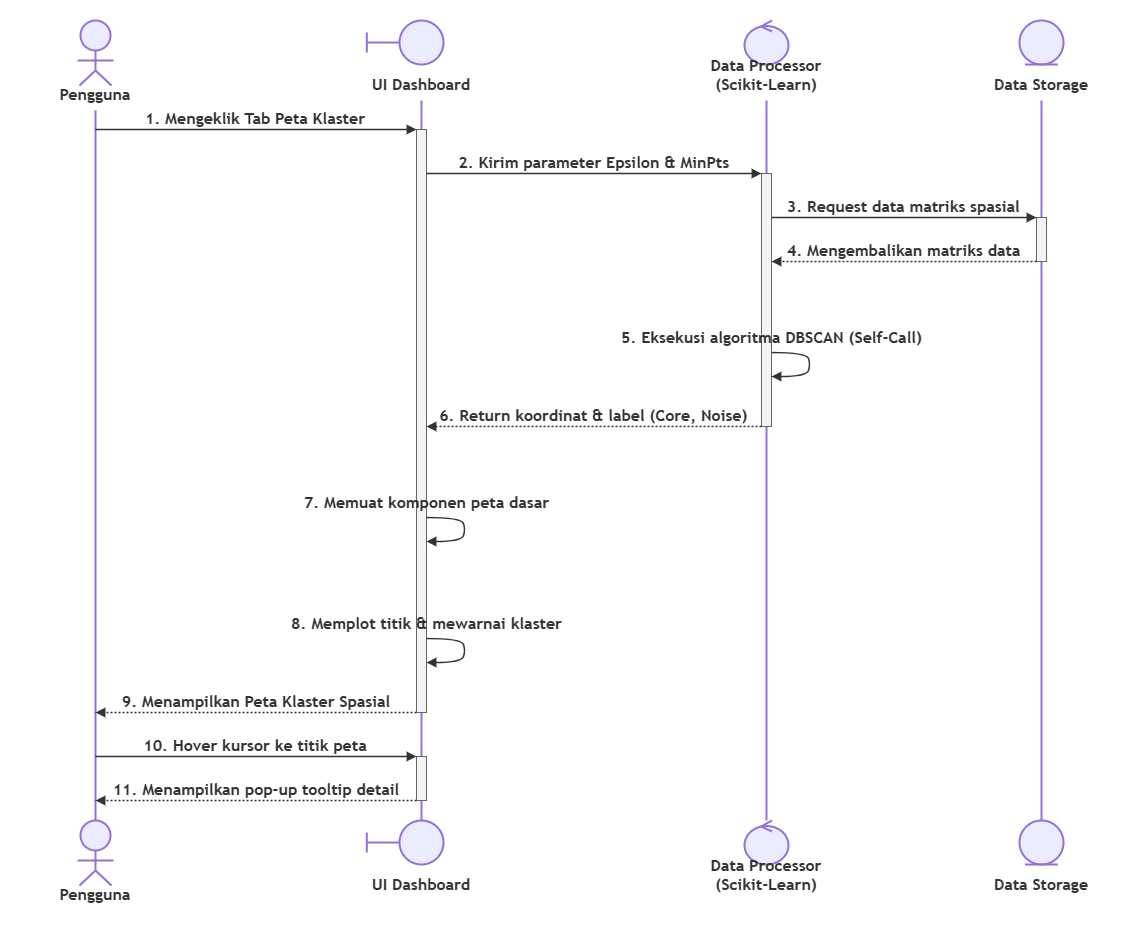 Pengguna
UI Dashboard
Data Processor
(Scikit-Learn)
Data Storage
1. Mengeklik Tab Peta Klaster
2. Kirim parameter Epsilon & MinPts
3. Request data matriks spasial
4. Mengembalikan matriks data
5. Eksekusi algoritma DBSCAN (Self-Call)
6. Return koordinat & label (Core, Noise)
7. Memuat komponen peta dasar
8. Memplot titik & mewarnai klaster
9. Menampilkan Peta Klaster Spasial
10. Hover kursor ke titik peta
11. Menampilkan pop-up tooltip detail
Pengguna
UI Dashboard
Data Processor
(Scikit-Learn)
Data Storage